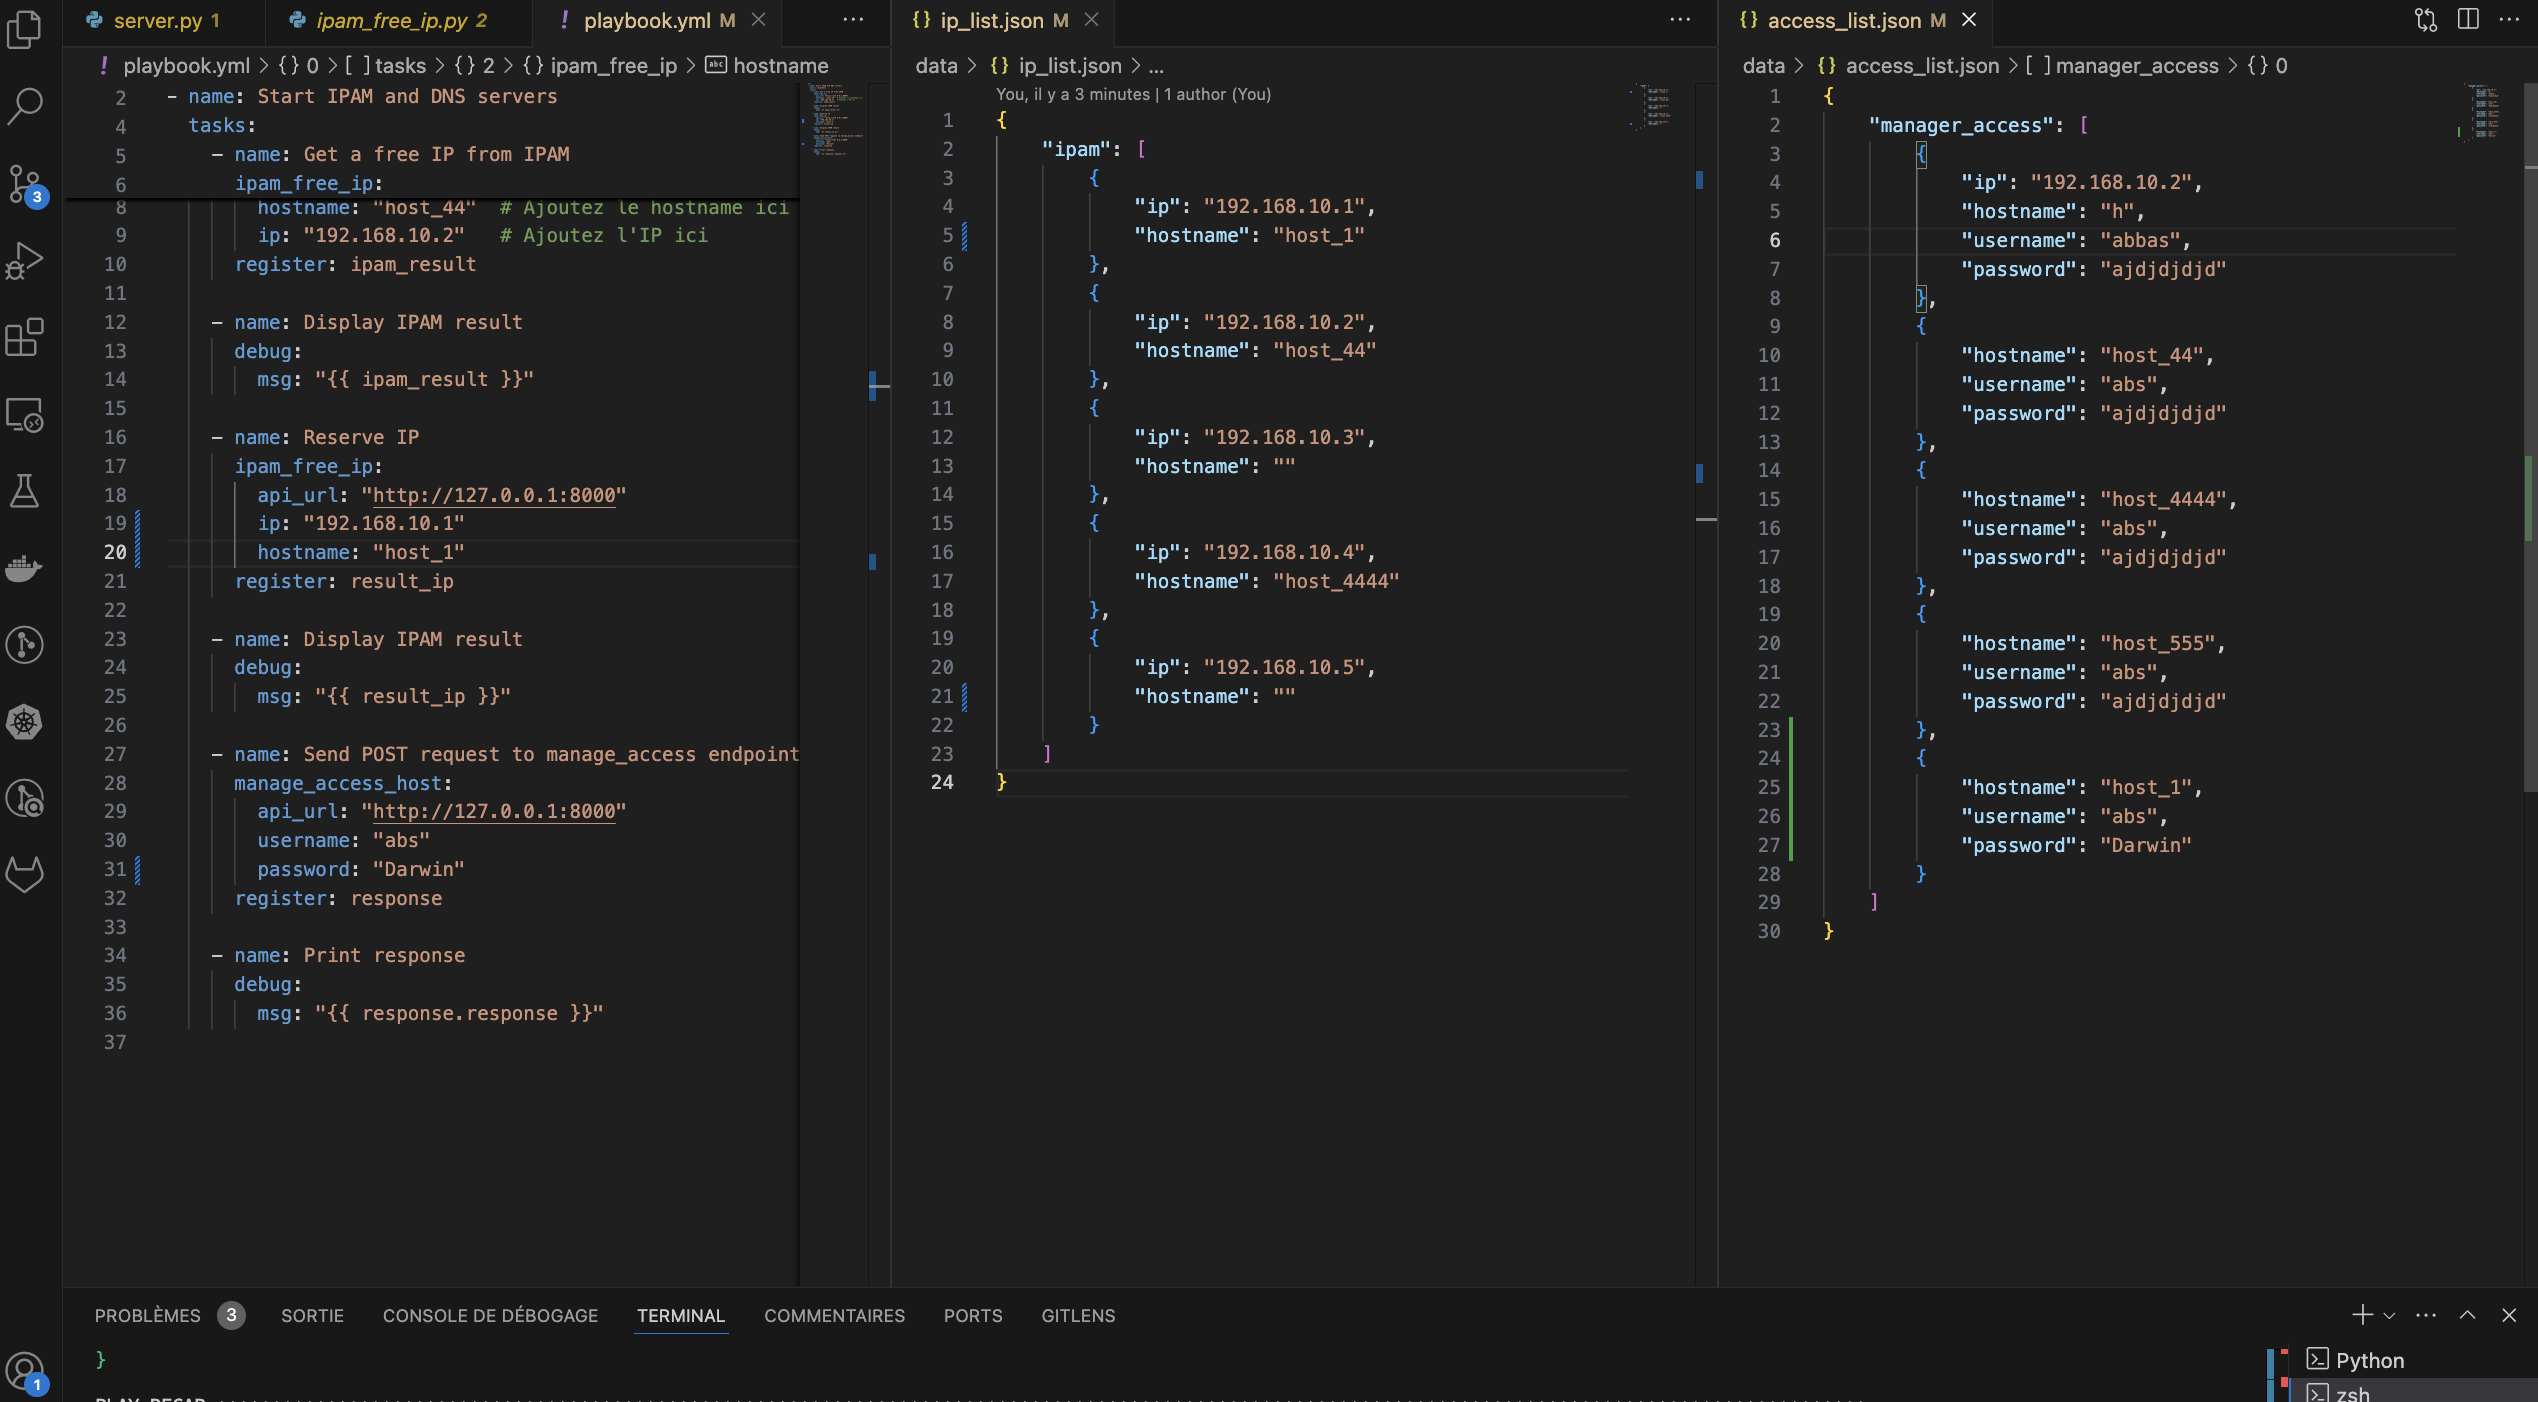 server.py 1
ipam_free_ip.py 2
! playbook.yml M
{} ip_list.json M
{} access_list.json M
! playbook.yml > {} 0 > [ ] tasks > {} 2 > {} ipam_free_ip > abc hostname
2 - name: Start IPAM and DNS servers
4 tasks:
5 - name: Get a free IP from IPAM
6 ipam_free_ip:
8 hostname: "host_44" # Ajoutez le hostname ici
9 ip: "192.168.10.2" # Ajoutez l'IP ici
10 register: ipam_result
11
12 - name: Display IPAM result
13 debug:
14 msg: "{{ ipam_result }}"
15
16 - name: Reserve IP
17 ipam_free_ip:
18 api_url: "http://127.0.0.1:8000"
19 ip: "192.168.10.1"
20 hostname: "host_1"
21 register: result_ip
22
23 - name: Display IPAM result
24 debug:
25 msg: "{{ result_ip }}"
26
27 - name: Send POST request to manage_access endpoint
28 manage_access_host:
29 api_url: "http://127.0.0.1:8000"
30 username: "abs"
31 password: "Darwin"
32 register: response
33
34 - name: Print response
35 debug:
36 msg: "{{ response.response }}"
37
data > {} ip_list.json > ...
You, il y a 3 minutes | 1 author (You)
1 {
2 "ipam": [
3 {
4 "ip": "192.168.10.1",
5 "hostname": "host_1"
6 },
7 {
8 "ip": "192.168.10.2",
9 "hostname": "host_44"
10 },
11 {
12 "ip": "192.168.10.3",
13 "hostname": ""
14 },
15 {
16 "ip": "192.168.10.4",
17 "hostname": "host_4444"
18 },
19 {
20 "ip": "192.168.10.5",
21 "hostname": ""
22 }
23 ]
24 }
data > {} access_list.json > [ ] manager_access > {} 0
1 {
2 "manager_access": [
3 {
4 "ip": "192.168.10.2",
5 "hostname": "h",
6 "username": "abbas",
7 "password": "ajdjdjdjd"
8 },
9 {
10 "hostname": "host_44",
11 "username": "abs",
12 "password": "ajdjdjdjd"
13 },
14 {
15 "hostname": "host_4444",
16 "username": "abs",
17 "password": "ajdjdjdjd"
18 },
19 {
20 "hostname": "host_555",
21 "username": "abs",
22 "password": "ajdjdjdjd"
23 },
24 {
25 "hostname": "host_1",
26 "username": "abs",
27 "password": "Darwin"
28 }
29 ]
30 }
3
1
PROBLÈMES 3
SORTIE
CONSOLE DE DÉBOGAGE
TERMINAL
COMMENTAIRES
PORTS
GITLENS
}
PLAY RECAP
Python
zsh